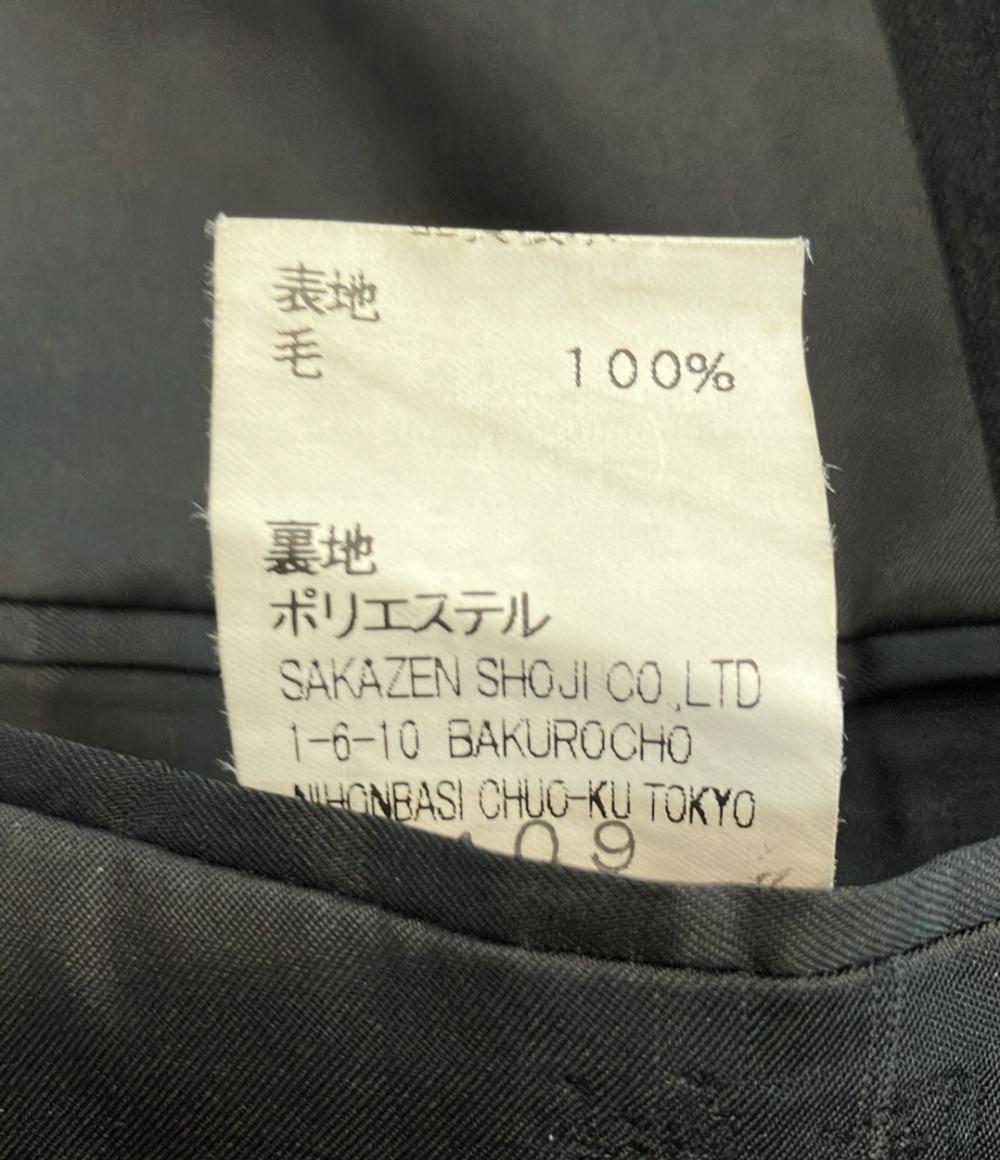 表地
毛 100%
裏地
ポリエステル
SAKAZEN SHOJI CO.,LTD
1-6-10 BAKUROCHO
NIHONBASI CHUO-KU TOKYO
109